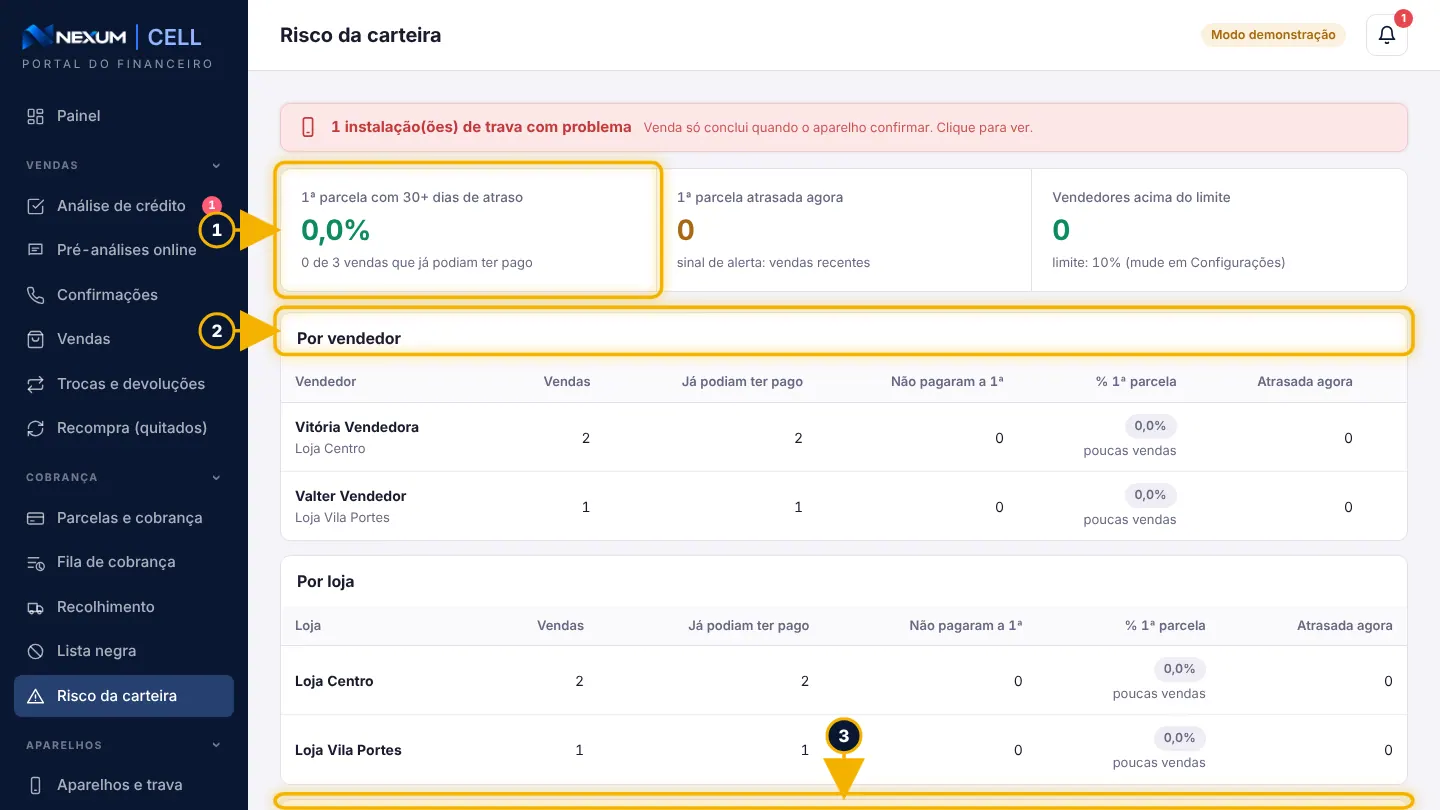 NEXUM | CELL
PORTAL DO FINANCEIRO
Painel
VENDAS
Análise de crédito 1
Pré-análises online
Confirmações
Vendas
Trocas e devoluções
Recompra (quitados)
COBRANÇA
Parcelas e cobrança
Fila de cobrança
Recolhimento
Lista negra
Risco da carteira
APARELHOS
Aparelhos e trava
Risco da carteira
Modo demonstração
1
1 instalação(ões) de trava com problema Venda só conclui quando o aparelho confirmar. Clique para ver.
1
1ª parcela com 30+ dias de atraso
0,0%
0 de 3 vendas que já podiam ter pago
1ª parcela atrasada agora
0
sinal de alerta: vendas recentes
Vendedores acima do limite
0
limite: 10% (mude em Configurações)
2
Por vendedor
Vendedor Vendas Já podiam ter pago Não pagaram a 1ª % 1ª parcela Atrasada agora
Vitória Vendedora
Loja Centro
2 2 0 0,0% 0
poucas vendas
Valter Vendedor
Loja Vila Portes
1 1 0 0,0% 0
poucas vendas
Por loja
Loja Vendas Já podiam ter pago Não pagaram a 1ª % 1ª parcela Atrasada agora
Loja Centro 2 2 0 0,0% 0
poucas vendas
Loja Vila Portes 1 1 0 0,0% 0
poucas vendas
3